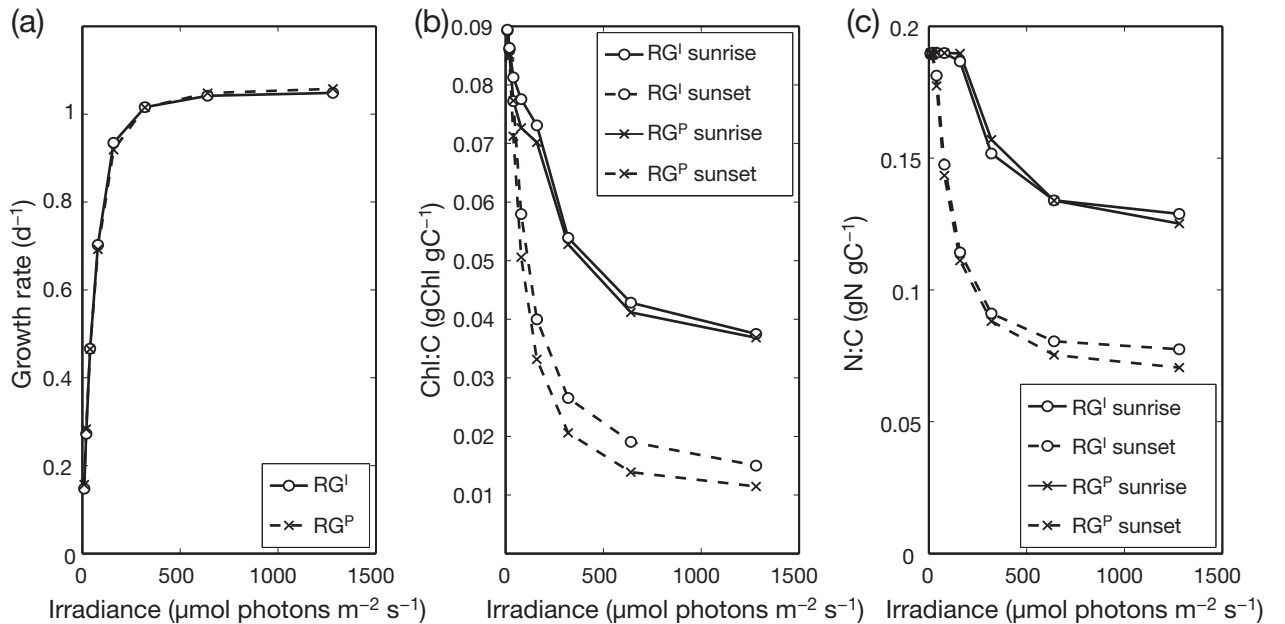 (a)
Growth rate (d⁻¹)
1
0.8
0.6
0.4
0.2
0
0
500
1000
1500
Irradiance (µmol photons m⁻² s⁻¹)
RGᴵ
RGᴾ
(b)
Chl:C (gChl gC⁻¹)
0.09
0.08
0.07
0.06
0.05
0.04
0.03
0.02
0.01
0
500
1000
1500
Irradiance (µmol photons m⁻² s⁻¹)
RGᴵ sunrise
RGᴵ sunset
RGᴾ sunrise
RGᴾ sunset
(c)
N:C (gN gC⁻¹)
0.2
0.15
0.1
0.05
0
0
500
1000
1500
Irradiance (µmol photons m⁻² s⁻¹)
RGᴵ sunrise
RGᴵ sunset
RGᴾ sunrise
RGᴾ sunset